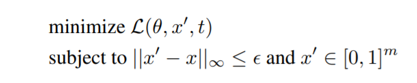 minimize ℒ(θ, x′, t)
subject to ||x′ − x||∞ ≤ ϵ and x′ ∈ [0, 1]ᵐ